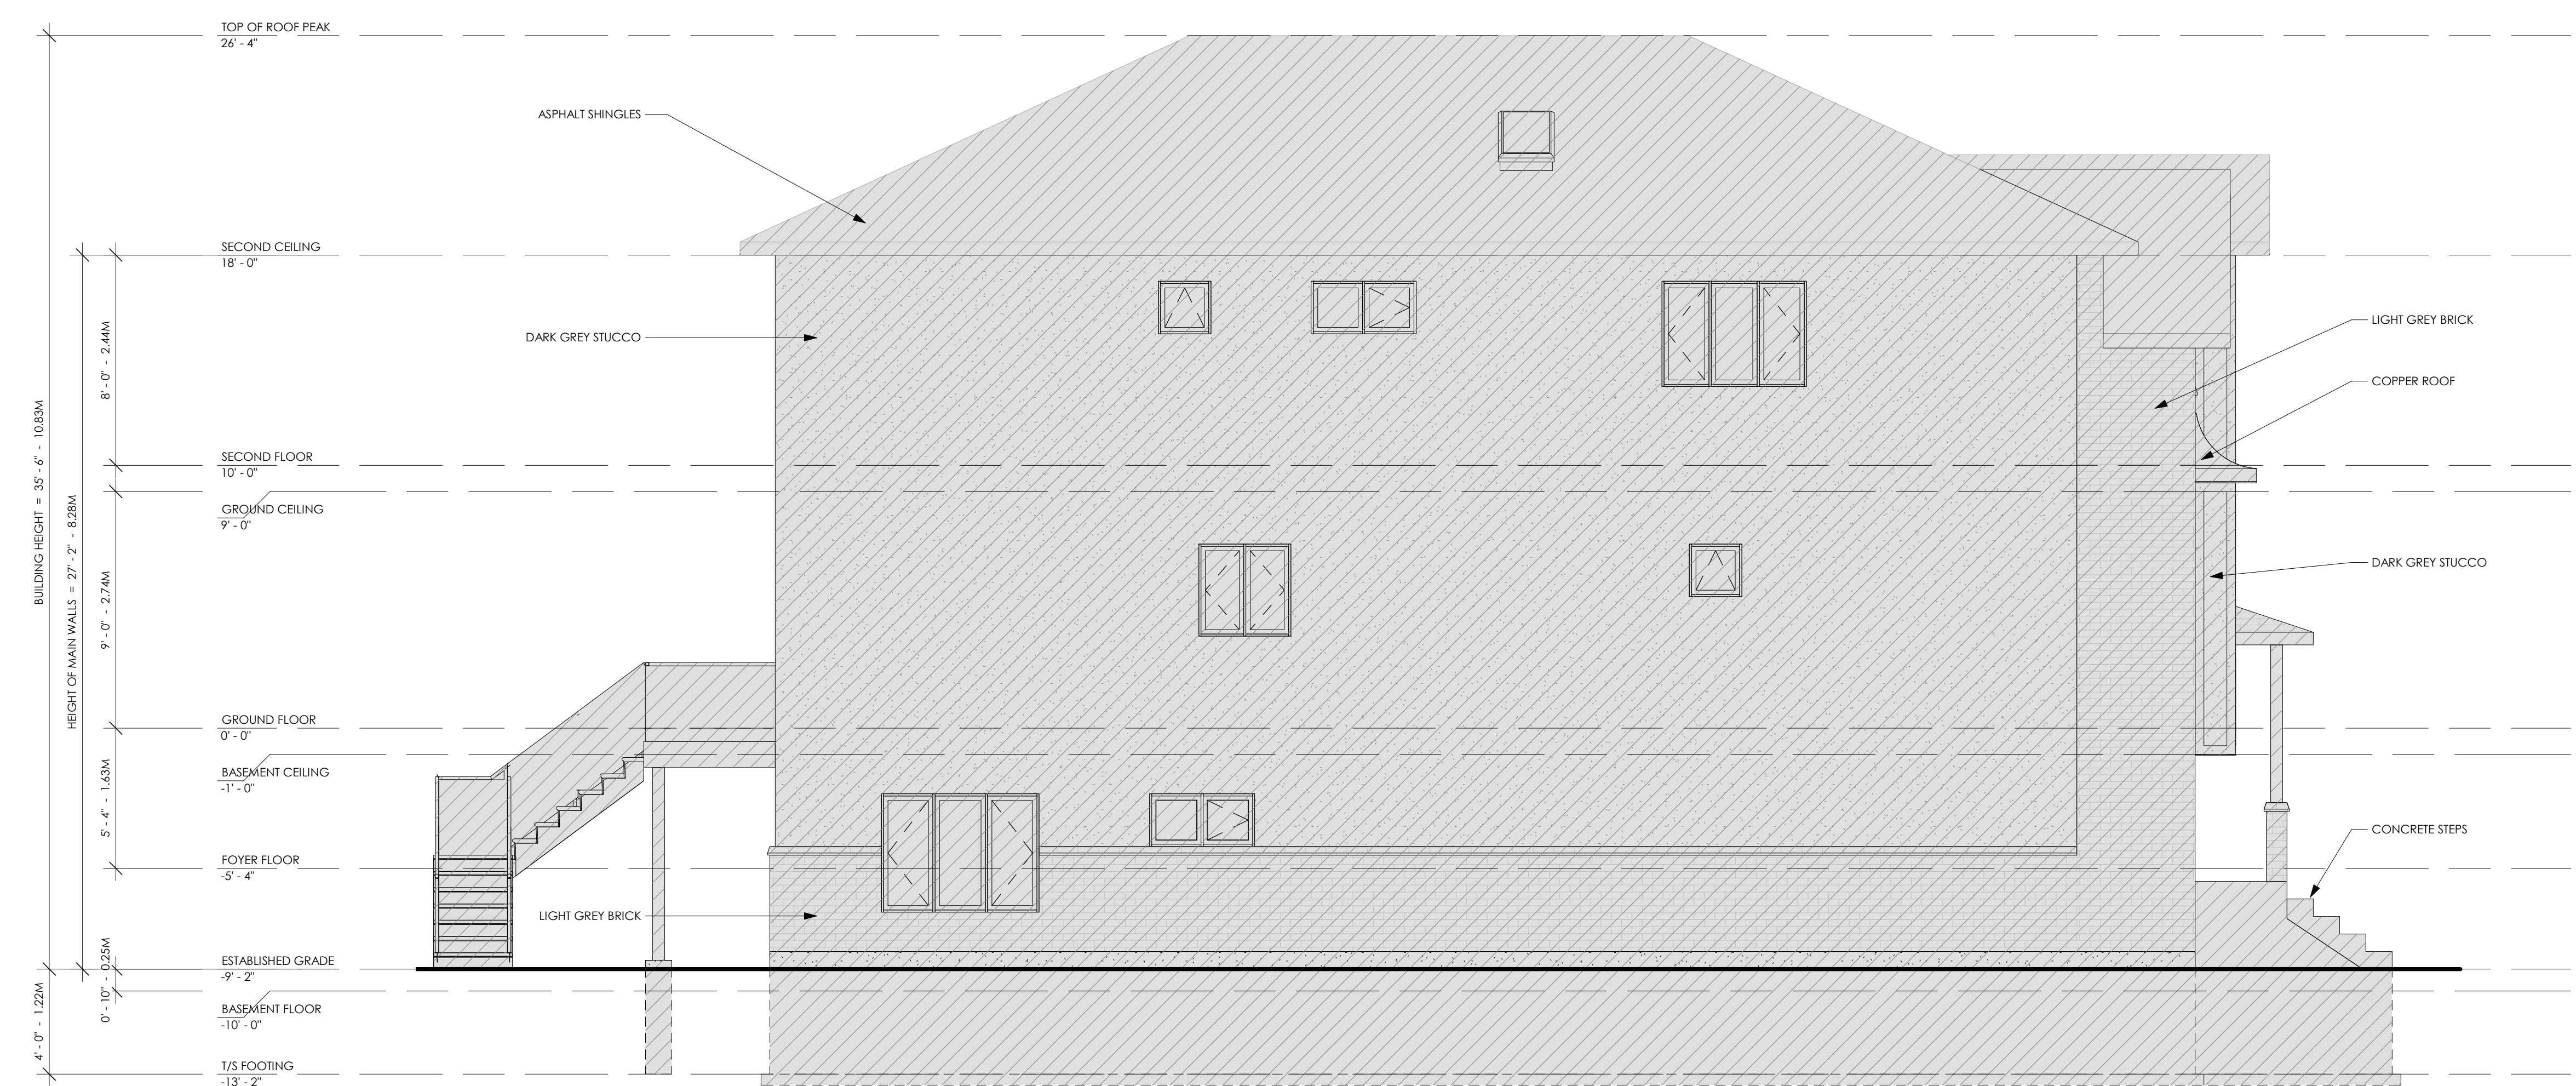 TOP OF ROOF PEAK
26' - 4"
ASPHALT SHINGLES
SECOND CEILING
18' - 0"
DARK GREY STUCCO
LIGHT GREY BRICK
COPPER ROOF
SECOND FLOOR
10' - 0"
GROUND CEILING
9' - 0"
DARK GREY STUCCO
GROUND FLOOR
0' - 0"
BASEMENT CEILING
-1' - 0"
CONCRETE STEPS
FOYER FLOOR
-5' - 4"
LIGHT GREY BRICK
ESTABLISHED GRADE
-9' - 2"
BASEMENT FLOOR
-10' - 0"
T/S FOOTING
-13' - 2"
BUILDING HEIGHT = 35' - 6" - 10.83M
4' - 0" - 1.22M
HEIGHT OF MAIN WALLS = 27' - 2" - 8.28M
8' - 0" - 2.44M
9' - 0" - 2.74M
5' - 4" - 1.63M
0' - 10" - 0.25M